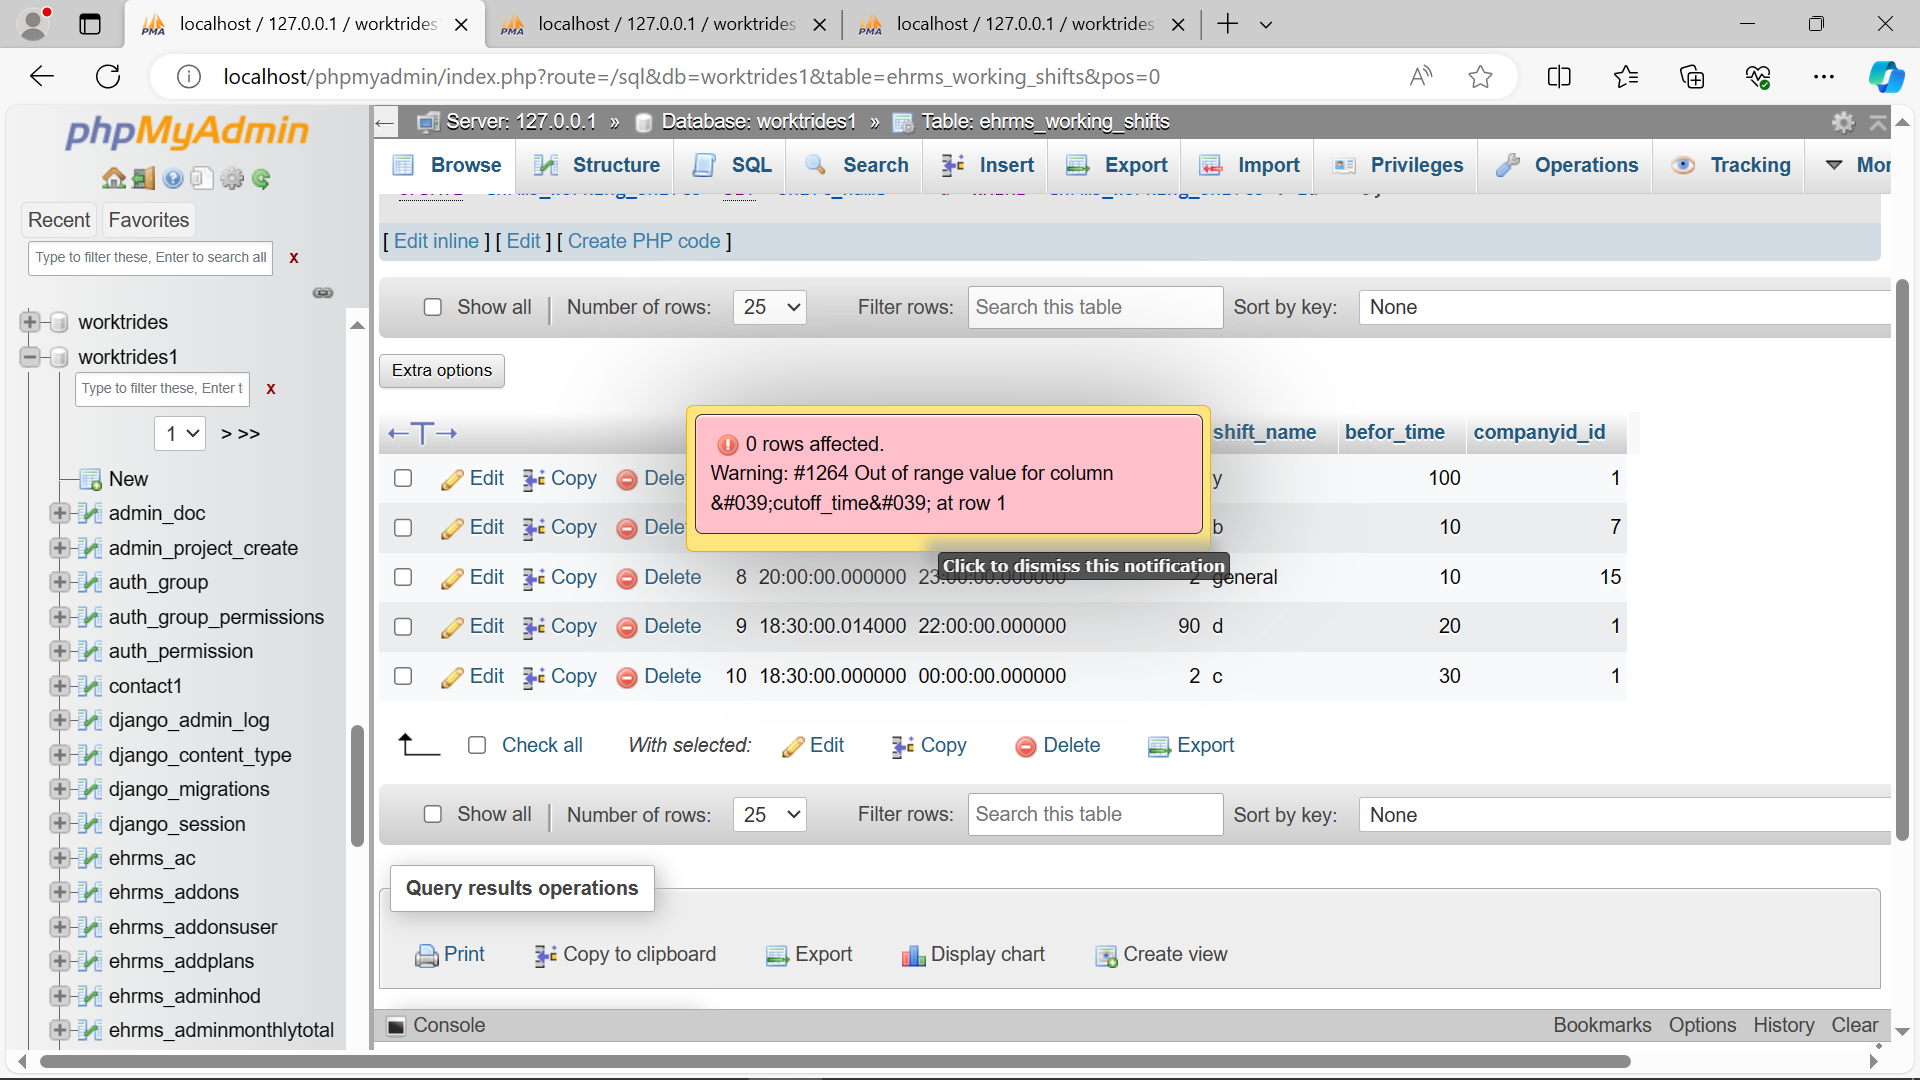 localhost / 127.0.0.1 / worktrides
localhost / 127.0.0.1 / worktrides
localhost / 127.0.0.1 / worktrides
localhost/phpmyadmin/index.php?route=/sql&db=worktrides1&table=ehrms_working_shifts&pos=0
phpMyAdmin
Recent Favorites
Type to filter these, Enter to search all X
worktrides
worktrides1
Type to filter these, Enter t X
1 > >>
New
admin_doc
admin_project_create
auth_group
auth_group_permissions
auth_permission
contact1
django_admin_log
django_content_type
django_migrations
django_session
ehrms_ac
ehrms_addons
ehrms_addonsuser
ehrms_addplans
ehrms_adminhod
ehrms_adminmonthlytotal
Server: 127.0.0.1 » Database: worktrides1 » Table: ehrms_working_shifts
Browse Structure SQL Search Insert Export Import Privileges Operations Tracking Mor
[ Edit inline ] [ Edit ] [ Create PHP code ]
Show all Number of rows: 25 Filter rows: Search this table Sort by key: None
Extra options
shift_name befor_time companyid_id
0 rows affected.
Warning: #1264 Out of range value for column
&#039;cutoff_time&#039; at row 1
Click to dismiss this notification
Edit Copy Dele y 100 1
Edit Copy Dele b 10 7
Edit Copy Delete 8 20:00:00.000000 2 general 10 15
Edit Copy Delete 9 18:30:00.014000 22:00:00.000000 90 d 20 1
Edit Copy Delete 10 18:30:00.000000 00:00:00.000000 2 c 30 1
Check all With selected: Edit Copy Delete Export
Show all Number of rows: 25 Filter rows: Search this table Sort by key: None
Query results operations
Print Copy to clipboard Export Display chart Create view
Console Bookmarks Options History Clear